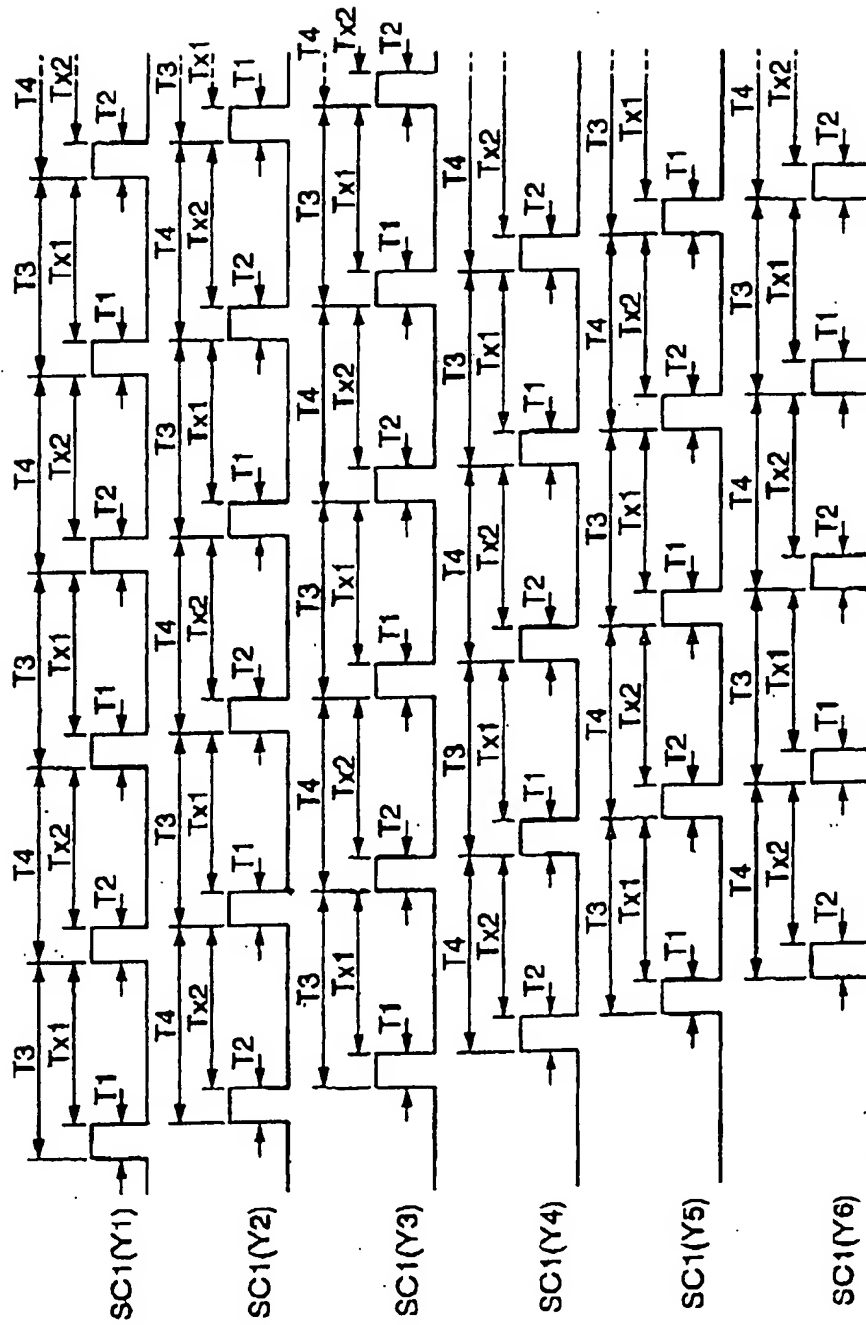 T3 T4 T3 T4 T3 T4
Tx1 Tx2 Tx1 Tx2 Tx1 Tx2
T1 T2 T1 T2 T1 T2
SC1(Y1)
T4 T3 T4 T3 T4 T3
Tx2 Tx1 Tx2 Tx1 Tx2 Tx1
T2 T1 T2 T1 T2 T1
SC1(Y2)
T3 T4 T3 T4 T3 T4
Tx1 Tx2 Tx1 Tx2 Tx1 Tx2
T1 T2 T1 T2 T1 T2
SC1(Y3)
T4 T3 T4 T3 T4
Tx2 Tx1 Tx2 Tx1 Tx2
T2 T1 T2 T1 T2
SC1(Y4)
T3 T4 T3 T4 T3
Tx1 Tx2 Tx1 Tx2 Tx1
T1 T2 T1 T2 T1
SC1(Y5)
T4 T3 T4 T3 T4
Tx2 Tx1 Tx2 Tx1 Tx2
T2 T1 T2 T1 T2
SC1(Y6)